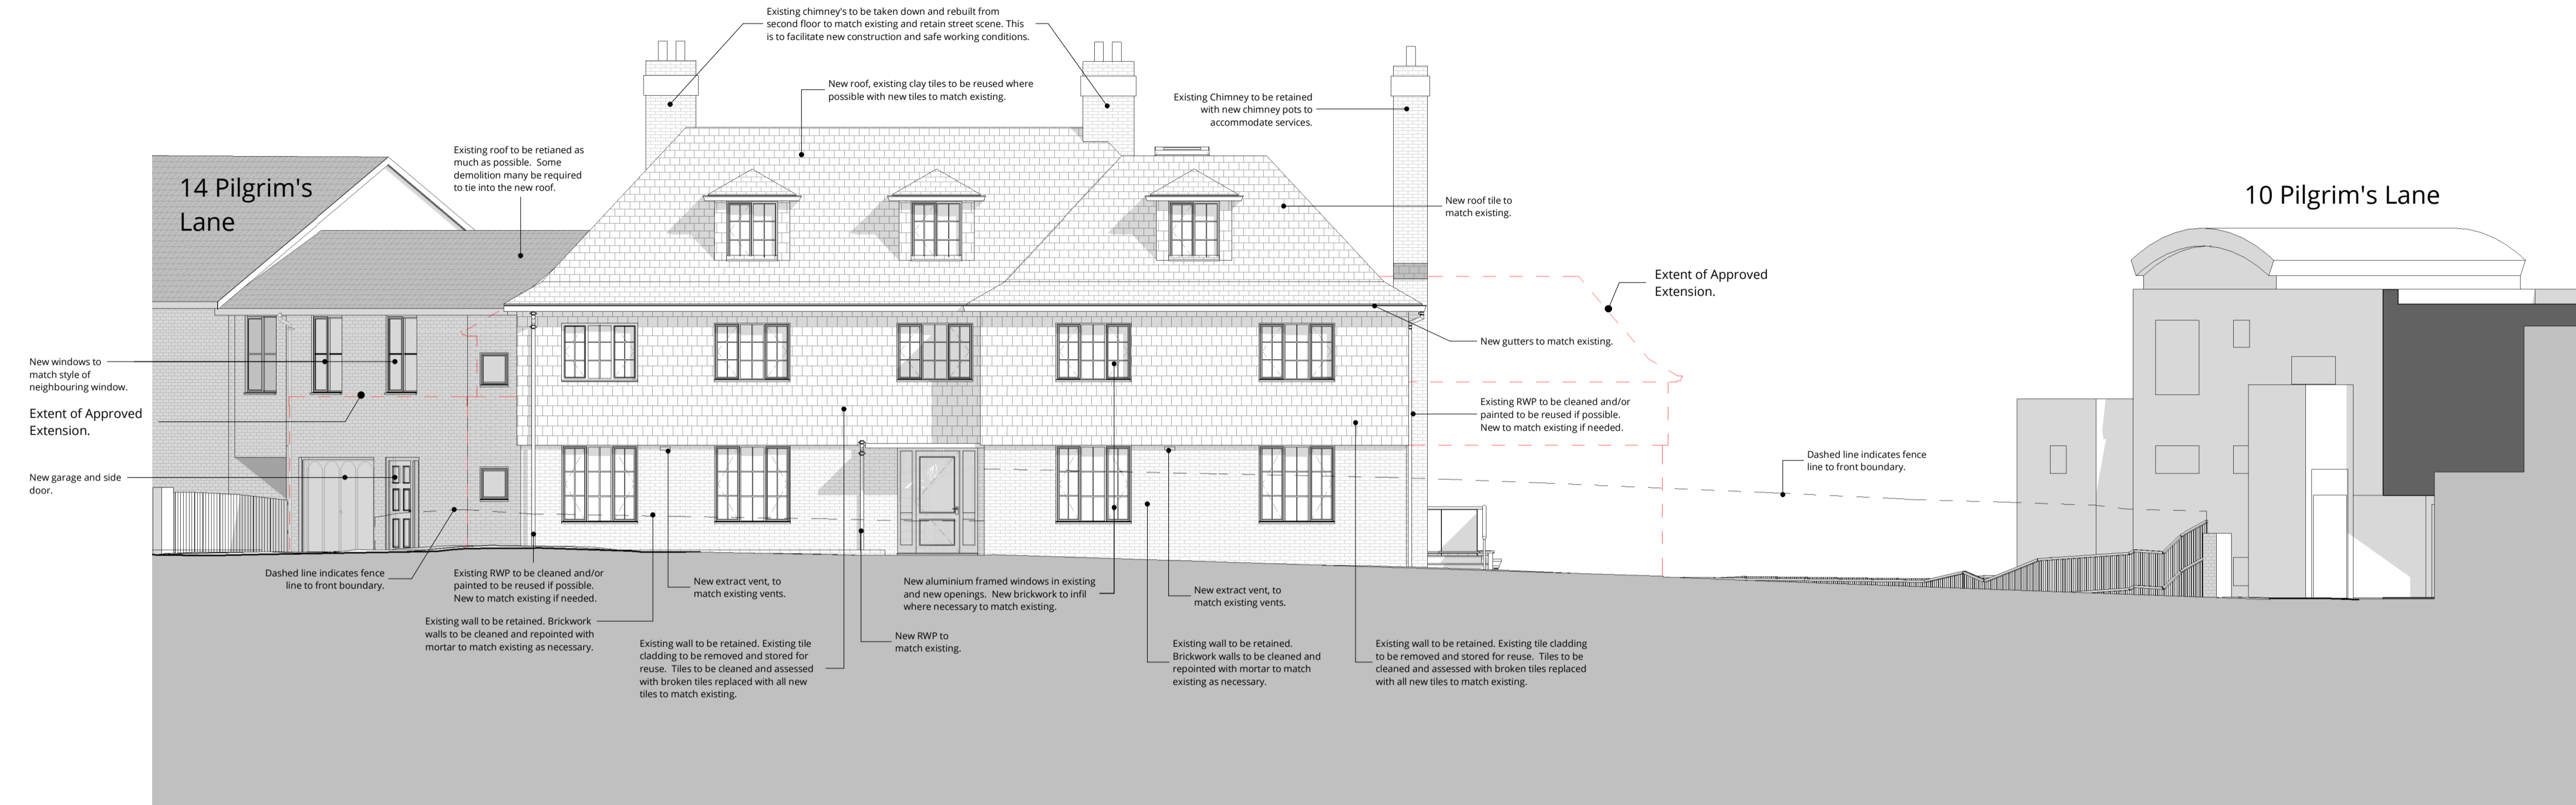 Existing chimney's to be taken down and rebuilt from
second floor to match existing and retain street scene. This
is to facilitate new construction and safe working conditions.
New roof, existing clay tiles to be reused where
possible with new tiles to match existing.
Existing Chimney to be retained
with new chimney pots to
accommodate services.
Existing roof to be retianed as
much as possible. Some
demolition many be required
to tie into the new roof.
14 Pilgrim's
Lane
10 Pilgrim's Lane
New roof tile to
match existing.
Extent of Approved
Extension.
New gutters to match existing.
New windows to
match style of
neighbouring window.
Extent of Approved
Extension.
Existing RWP to be cleaned and/or
painted to be reused if possible.
New to match existing if needed.
Dashed line indicates fence
line to front boundary.
New garage and side
door.
Dashed line indicates fence
line to front boundary.
Existing RWP to be cleaned and/or
painted to be reused if possible.
New to match existing if needed.
New extract vent, to
match existing vents.
New aluminium framed windows in existing
and new openings. New brickwork to infil
where necessary to match existing.
New extract vent, to
match existing vents.
Existing wall to be retained. Brickwork
walls to be cleaned and repointed with
mortar to match existing as necessary.
Existing wall to be retained. Existing tile
cladding to be removed and stored for
reuse. Tiles to be cleaned and assessed
with broken tiles replaced with all new
tiles to match existing.
New RWP to
match existing.
Existing wall to be retained.
Brickwork walls to be cleaned and
repointed with mortar to match
existing as necessary.
Existing wall to be retained. Existing tile cladding
to be removed and stored for reuse. Tiles to be
cleaned and assessed with broken tiles replaced
with all new tiles to match existing.